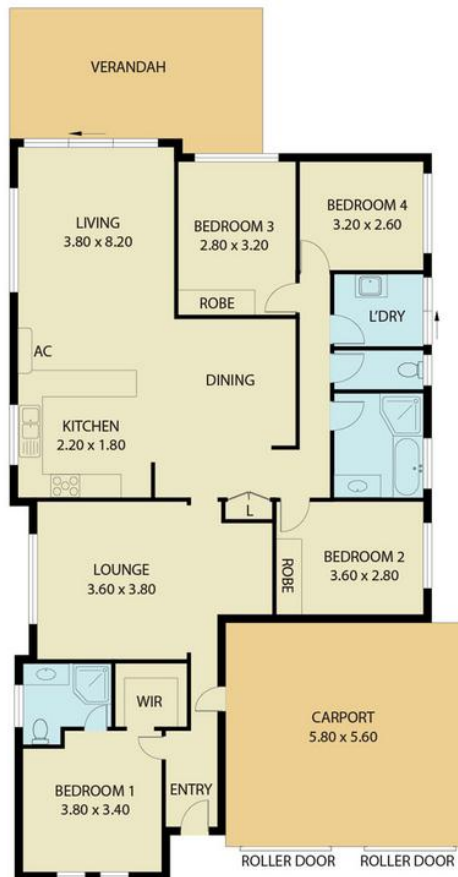 VERANDAH
LIVING
3.80 x 8.20
BEDROOM 3
2.80 x 3.20
BEDROOM 4
3.20 x 2.60
ROBE
L'DRY
AC
DINING
KITCHEN
2.20 x 1.80
L
LOUNGE
3.60 x 3.80
ROBE
BEDROOM 2
3.60 x 2.80
WIR
CARPORT
5.80 x 5.60
BEDROOM 1
3.80 x 3.40
ENTRY
ROLLER DOOR
ROLLER DOOR